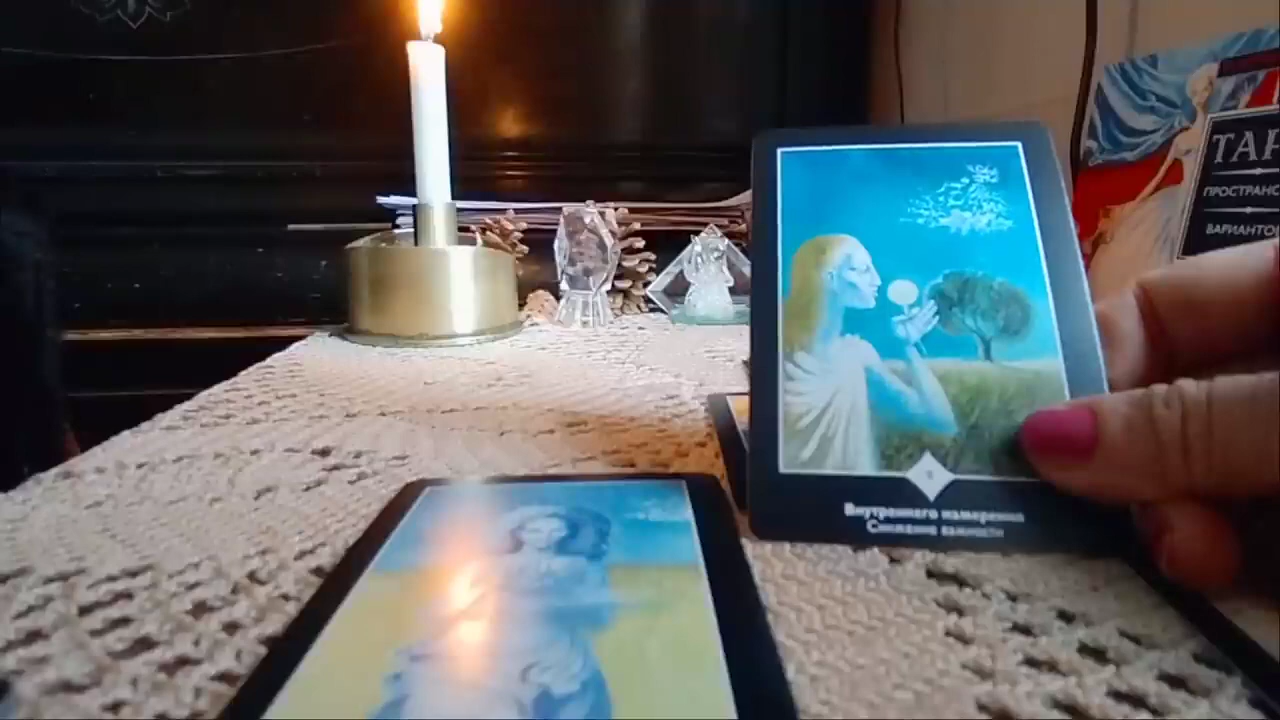 ТАР
ПРОСТРАНС
ВАРИАНТОВ
Внутреннего намерения
Снижение важности